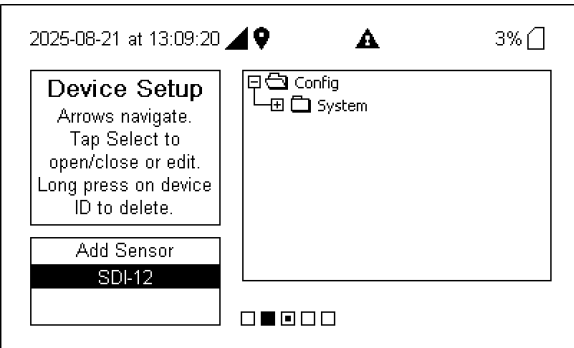 2025-08-21 at 13:09:20
3%
Device Setup
Arrows navigate.
Tap Select to
open/close or edit.
Long press on device
ID to delete.
Config
System
Add Sensor
SDI-12